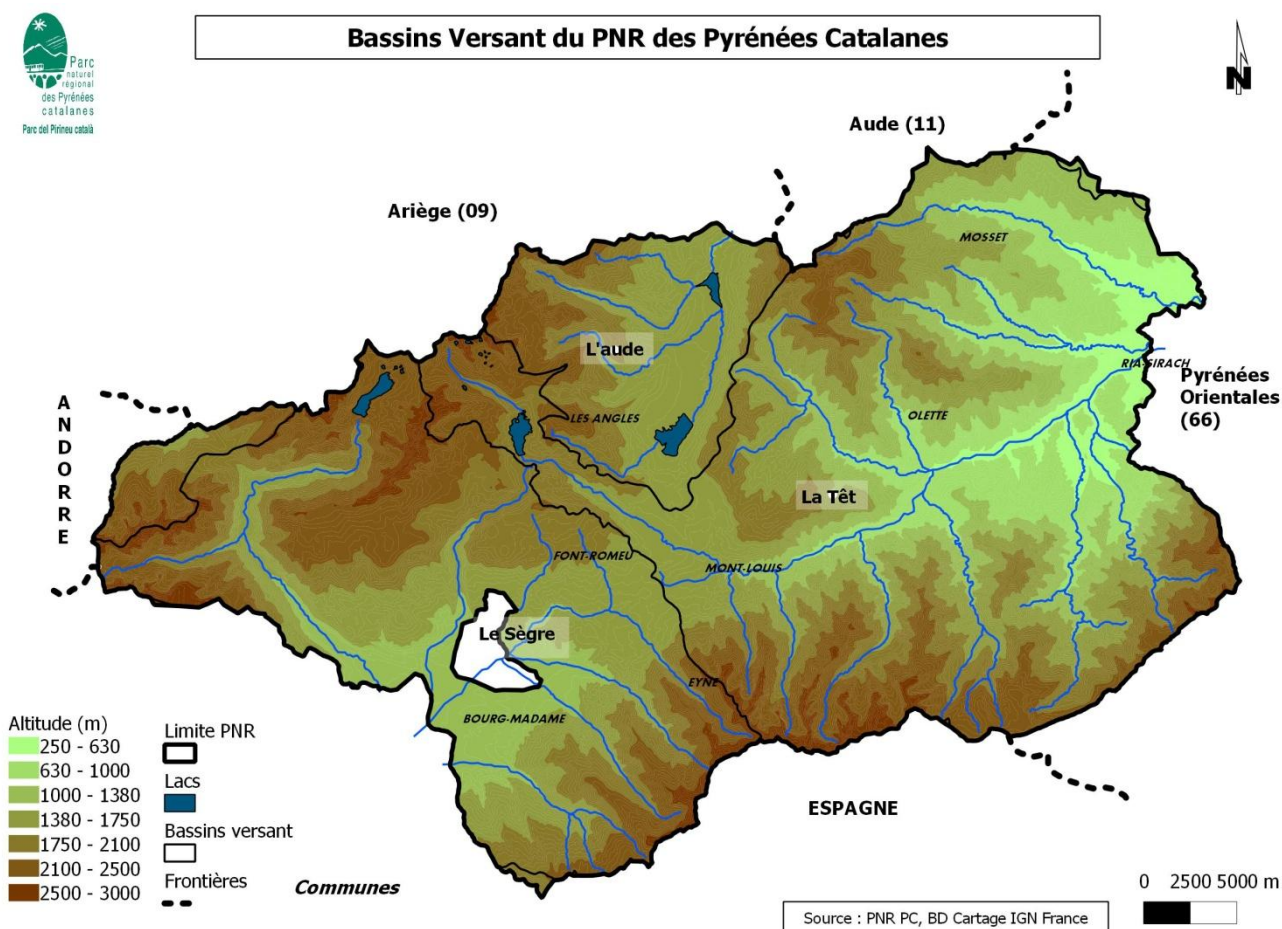 Bassins Versant du PNR des Pyrénées Catalanes
Parc
naturel
régional
des Pyrénées
catalanes
Parc del Pirineu català
N
Aude (11)
Ariège (09)
MOSSET
L'aude
RIA-SIRACH
Pyrénées
Orientales
(66)
ANDORRE
LES ANGLES
OLETTE
La Têt
FONT-ROMEU
MONT-LOUIS
Le Sègre
EYNE
BOURG-MADAME
ESPAGNE
Altitude (m)
250 - 630
630 - 1000
1000 - 1380
1380 - 1750
1750 - 2100
2100 - 2500
2500 - 3000
Limite PNR
Lacs
Bassins versant
Frontières
Communes
0 2500 5000 m
Source : PNR PC, BD Cartage IGN France